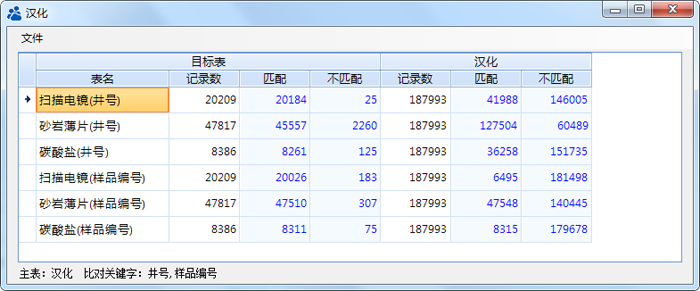 汉化
文件
目标表 汉化
表名 记录数 匹配 不匹配 记录数 匹配 不匹配
扫描电镜(井号) 20209 20184 25 187993 41988 146005
砂岩薄片(井号) 47817 45557 2260 187993 127504 60489
碳酸盐(井号) 8386 8261 125 187993 36258 151735
扫描电镜(样品编号) 20209 20026 183 187993 6495 181498
砂岩薄片(样品编号) 47817 47510 307 187993 47548 140445
碳酸盐(样品编号) 8386 8311 75 187993 8315 179678
主表：汉化 比对关键字：井号,样品编号